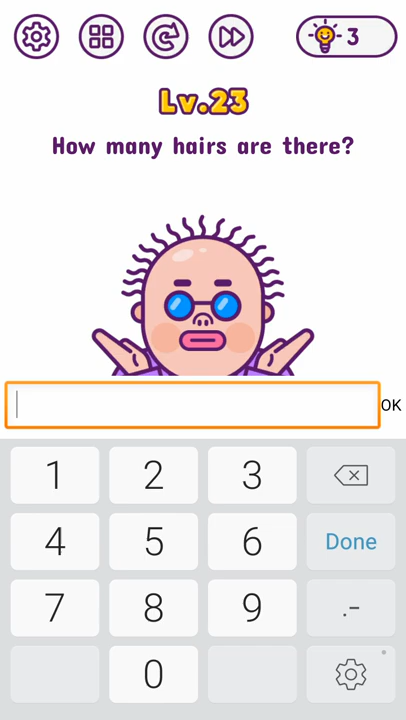 3
Lv.23
How many hairs are there?
OK
1 2 3
4 5 6 Done
7 8 9 .-
0